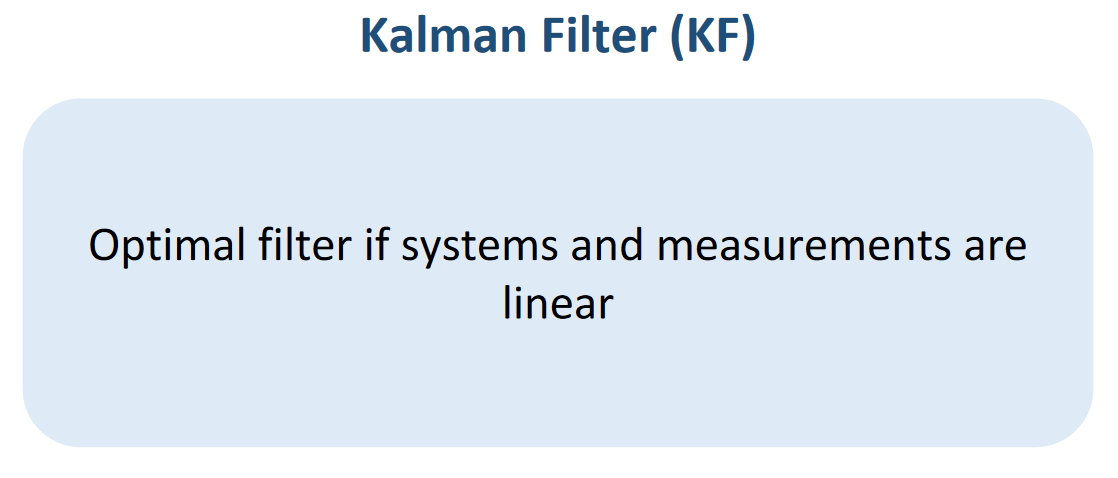 Kalman Filter (KF)
Optimal filter if systems and measurements are
linear